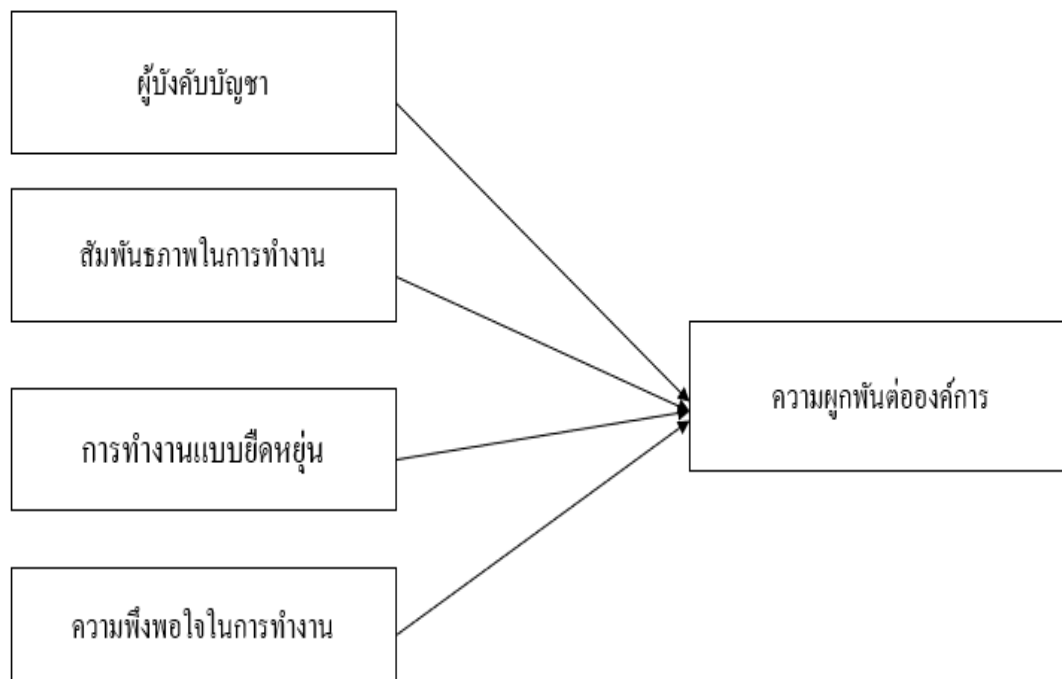 ผู้บังคับบัญชา
สัมพันธภาพในการทำงาน
การทำงานแบบยืดหยุ่น
ความพึงพอใจในการทำงาน
ความผูกพันต่อองค์การ